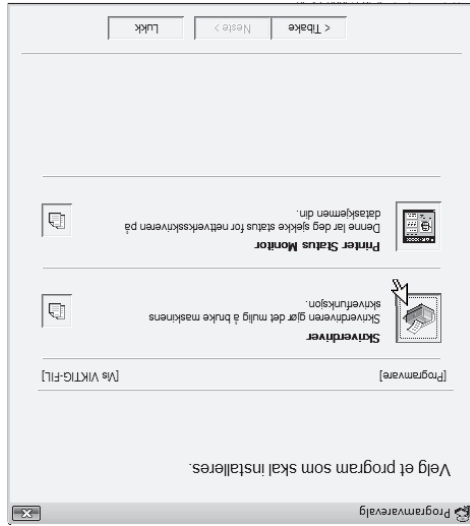 Programvarevalg
Velg et program som skal installeres.
[Programvare] [Vis VIKTIG-FIL]
Skriverdriver
Skriverdriveren gjør det mulig å bruke maskinens
skriverfunksjon.
Printer Status Monitor
Denne lar deg sjekke status for nettverksskriveren på
dataskjermen din.
< Tilbake Neste > Lukk